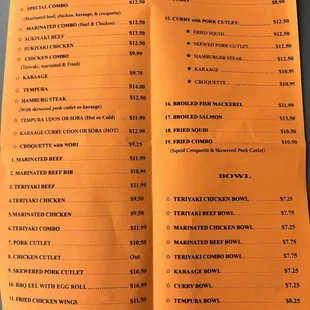 ☆ SPECIAL COMBO $12.50
(Marinated beef, chicken, karaage, & croquette)
☆ MARINATED COMBO (Beef & Chicken) $12.50
☆ SUKIYAKI BEEF $12.50
☆ SUKIYAKI CHICKEN $12.50
☆ CHICKEN COMBO $9.99
(Teriyaki, marinated & Fried)
☆ KARAAGE $9.75
☆ TEMPURA $14.00
☆ HAMBURG STEAK $12.50
(With skewered pork cutlet or karaage)
☆ TEMPURA UDON OR SOBA (Hot or Cold) $11.99
☆ KARAAGE CURRY UDON OR SOBA (HOT) $12.99
☆ CROQUETTE with NORI $9.25
1. MARINATED BEEF $11.99
2. MARINATED BEEF RIB $18.99
3. TERIYAKI BEEF $11.99
4. TERIYAKI CHICKEN $9.50
5. MARINATED CHICKEN $9.50
6. TERIYAKI COMBO $11.99
7. PORK CUTLET $10.50
8. CHICKEN CUTLET Out
9. SKEWERED PORK CUTLET $10.50
10. BBQ EEL WITH EGG ROLL $16.99
11. FRIED CHICKEN WINGS $11.50
$8.99
15. CURRY with PORK CUTLET: $12.50
★ FRIED SQUID $12.50
★ SKEWED PORK CUTLET $12.50
★ HAMBURG STEAK $12.50
★ KARAAGE $10.99
★ CROQUETTE $10.99
16. BROILED FISH MACKEREL $11.99
17. BROILED SALMON $13.50
18. FRIED SQUID $10.50
19. FRIED COMBO $10.50
(Squid Croquette & Skewered Pork Cutlet)
BOWL
☆ TERIYAKI CHICKEN BOWL $7.25
☆ TERIYAKI BEEF BOWL $7.75
☆ MARINATED CHICKEN BOWL $7.25
☆ MARINATED BEEF BOWL $7.75
☆ TERIYAKI COMBO BOWL $7.75
☆ KARAAGE BOWL $7.25
☆ CURRY BOWL $7.25
☆ TEMPURA BOWL $8.25